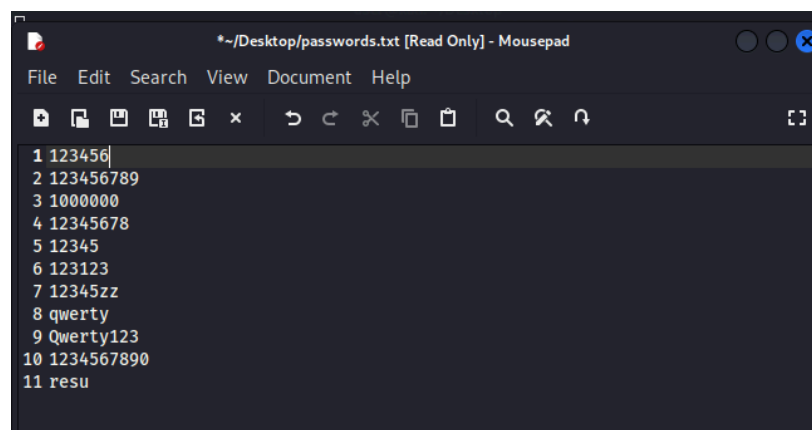 *~/Desktop/passwords.txt [Read Only] - Mousepad
File Edit Search View Document Help
1 123456
2 123456789
3 1000000
4 12345678
5 12345
6 123123
7 12345zz
8 qwerty
9 Qwerty123
10 1234567890
11 resu